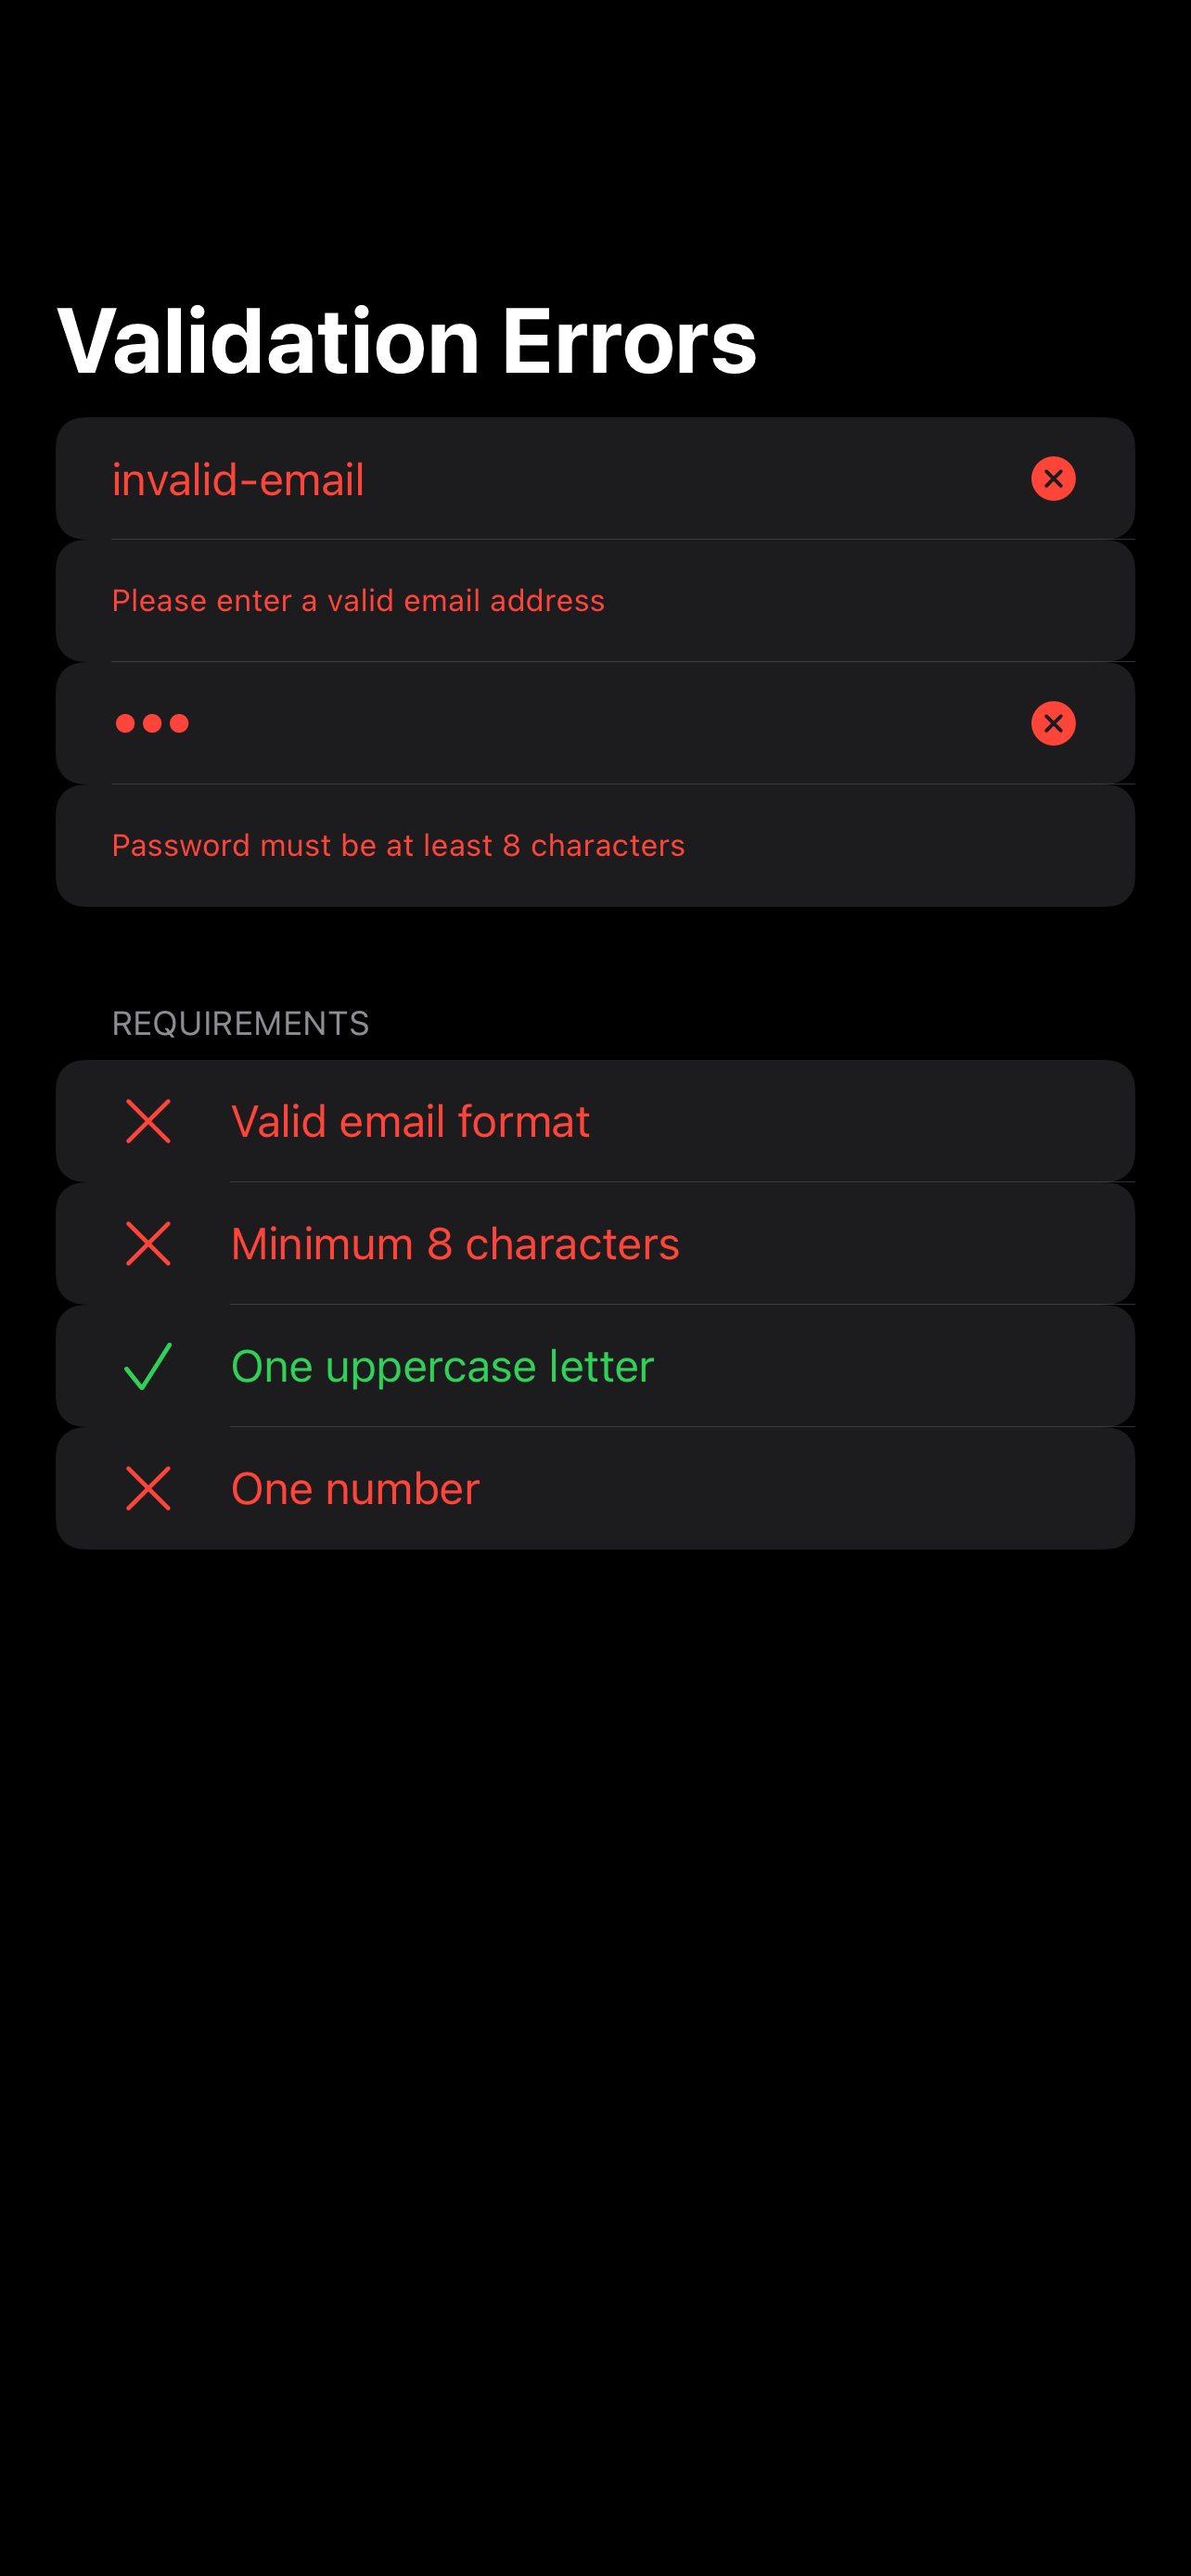 Validation Errors
invalid-email
Please enter a valid email address
•••
Password must be at least 8 characters
REQUIREMENTS
Valid email format
Minimum 8 characters
One uppercase letter
One number